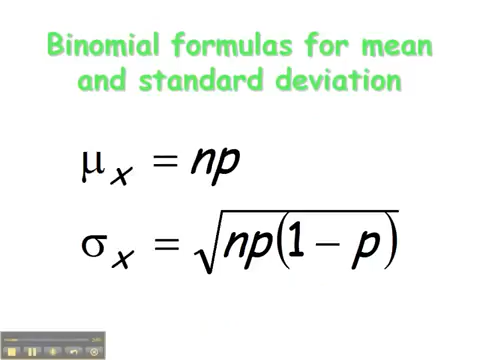 Binomial formulas for mean
and standard deviation
μₓ = np
σₓ = √np(1 − p)